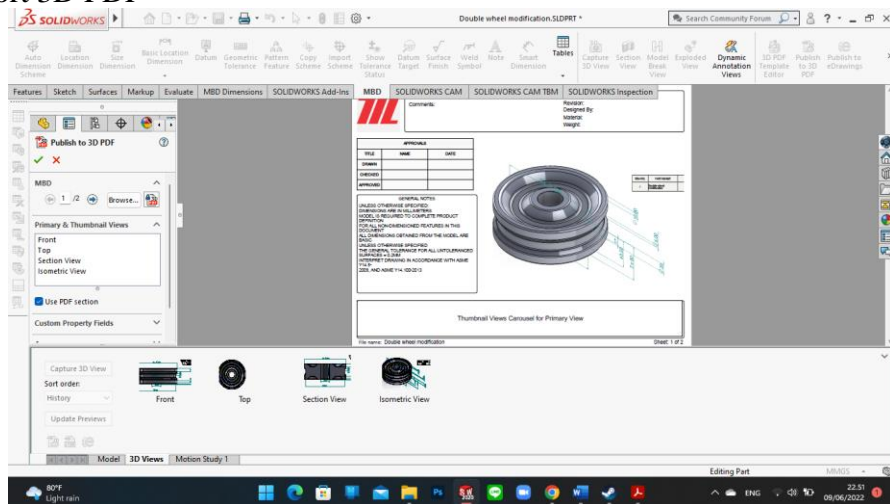 SOLIDWORKS
Double wheel modification.SLDPRT *
Search Community Forum
Auto Dimension Scheme
Location Dimension
Size Dimension
Basic Location Dimension
Datum
Geometric Tolerance
Pattern Feature
Copy Scheme
Import Scheme
Show Tolerance Status
Datum Target
Surface Finish
Weld Symbol
Note
Smart Dimension
Tables
Capture 3D View
Section View
Model Break View
Exploded View
Dynamic Annotation Views
3D PDF Template Editor
Publish to 3D PDF
Publish to eDrawings
Features Sketch Surfaces Markup Evaluate MBD Dimensions SOLIDWORKS Add-Ins MBD SOLIDWORKS CAM SOLIDWORKS CAM TBM SOLIDWORKS Inspection
Publish to 3D PDF
MBD
1 /2 Browse...
Primary & Thumbnail Views
Front
Top
Section View
Isometric View
Use PDF section
Custom Property Fields
Comments:
Revision:
Designed By:
Material:
Weight:
APPROVALS
TITLE NAME DATE
DRAWN
CHECKED
APPROVED
GENERAL NOTES
UNLESS OTHERWISE SPECIFIED:
DIMENSIONS ARE IN MILLIMETERS
MODEL IS REQUIRED TO COMPLETE PRODUCT
DEFINITION
FOR ALL NON-DIMENSIONED FEATURES IN THIS
DOCUMENT
ALL DIMENSIONS OBTAINED FROM THE MODEL ARE
BASIC
UNLESS OTHERWISE SPECIFIED
THE GENERAL TOLERANCE FOR ALL UNTOLERANCED
INTERPRET DRAWING IN ACCORDANCE WITH ASME
Thumbnail Views Carousel for Primary View
File name: Double wheel modification
Sheet: 1 of 2
Capture 3D View
Sort order:
History
Update Previews
Front
Top
Section View
Isometric View
Model 3D Views Motion Study 1
Editing Part
MMGS
80°F
Light rain
ENG
22.51
09/06/2022